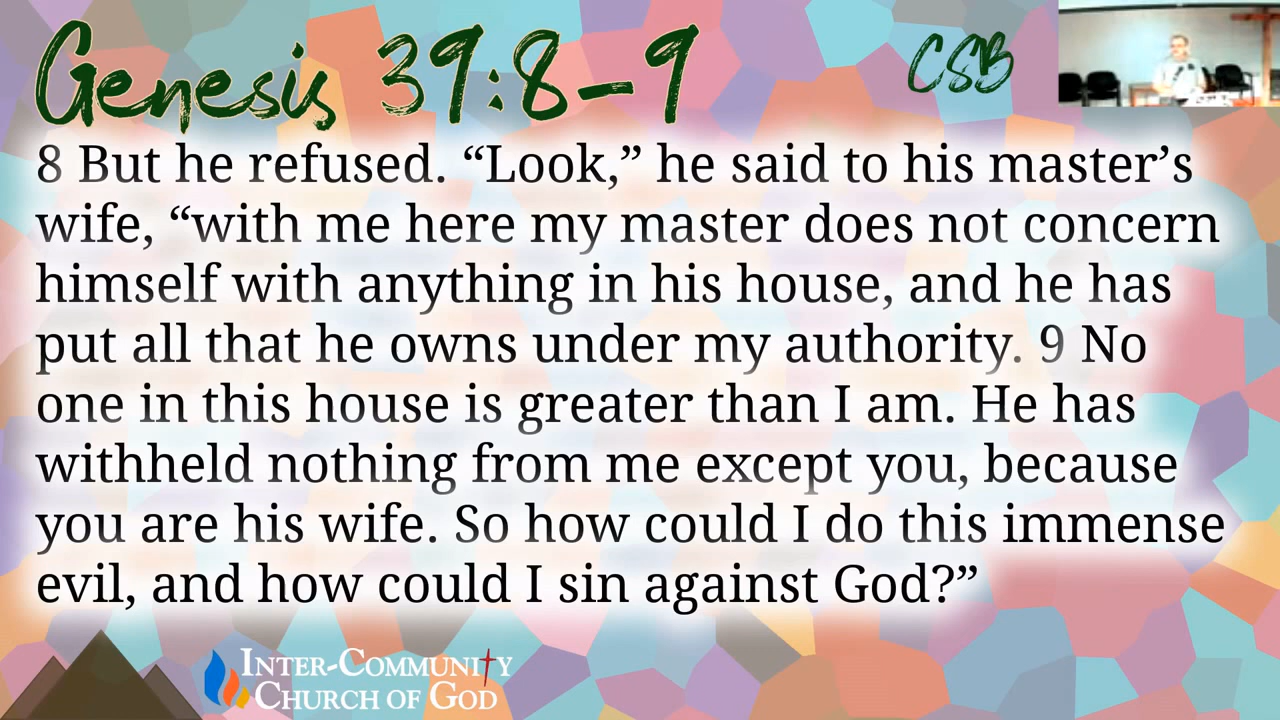 Genesis 39:8-9
CSB
8 But he refused. “Look,” he said to his master’s
wife, “with me here my master does not concern
himself with anything in his house, and he has
put all that he owns under my authority. 9 No
one in this house is greater than I am. He has
withheld nothing from me except you, because
you are his wife. So how could I do this immense
evil, and how could I sin against God?”
INTER-COMMUNITY
CHURCH OF GOD